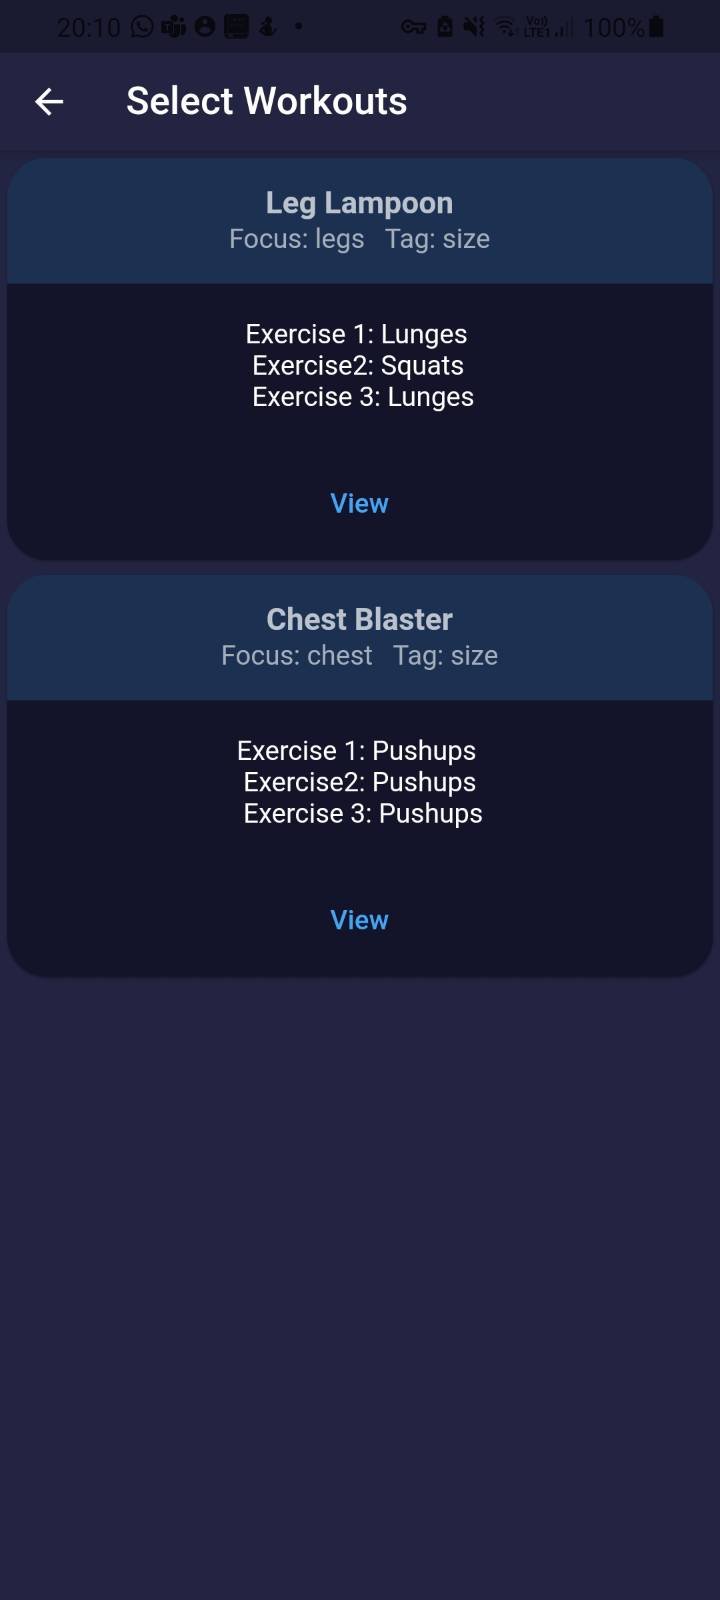 20:10
Vo)) LTE1 100%
Select Workouts
Leg Lampoon
Focus: legs Tag: size
Exercise 1: Lunges
Exercise2: Squats
Exercise 3: Lunges
View
Chest Blaster
Focus: chest Tag: size
Exercise 1: Pushups
Exercise2: Pushups
Exercise 3: Pushups
View